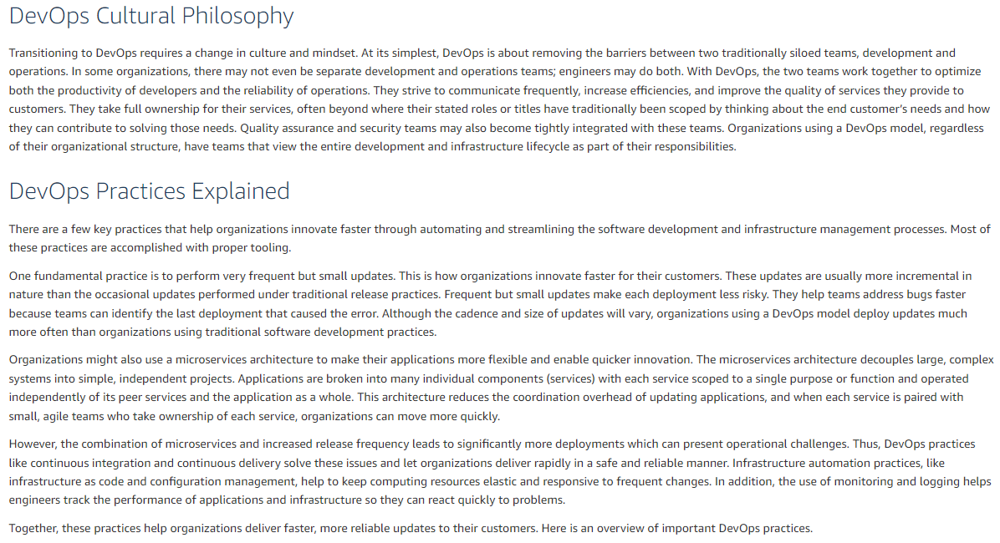 DevOps Cultural Philosophy
Transitioning to DevOps requires a change in culture and mindset. At its simplest, DevOps is about removing the barriers between two traditionally siloed teams, development and
operations. In some organizations, there may not even be separate development and operations teams; engineers may do both. With DevOps, the two teams work together to optimize
both the productivity of developers and the reliability of operations. They strive to communicate frequently, increase efficiencies, and improve the quality of services they provide to
customers. They take full ownership for their services, often beyond where their stated roles or titles have traditionally been scoped by thinking about the end customer's needs and how
they can contribute to solving those needs. Quality assurance and security teams may also become tightly integrated with these teams. Organizations using a DevOps model, regardless
of their organizational structure, have teams that view the entire development and infrastructure lifecycle as part of their responsibilities.
DevOps Practices Explained
There are a few key practices that help organizations innovate faster through automating and streamlining the software development and infrastructure management processes. Most of
these practices are accomplished with proper tooling.
One fundamental practice is to perform very frequent but small updates. This is how organizations innovate faster for their customers. These updates are usually more incremental in
nature than the occasional updates performed under traditional release practices. Frequent but small updates make each deployment less risky. They help teams address bugs faster
because teams can identify the last deployment that caused the error. Although the cadence and size of updates will vary, organizations using a DevOps model deploy updates much
more often than organizations using traditional software development practices.
Organizations might also use a microservices architecture to make their applications more flexible and enable quicker innovation. The microservices architecture decouples large, complex
systems into simple, independent projects. Applications are broken into many individual components (services) with each service scoped to a single purpose or function and operated
independently of its peer services and the application as a whole. This architecture reduces the coordination overhead of updating applications, and when each service is paired with
small, agile teams who take ownership of each service, organizations can move more quickly.
However, the combination of microservices and increased release frequency leads to significantly more deployments which can present operational challenges. Thus, DevOps practices
like continuous integration and continuous delivery solve these issues and let organizations deliver rapidly in a safe and reliable manner. Infrastructure automation practices, like
infrastructure as code and configuration management, help to keep computing resources elastic and responsive to frequent changes. In addition, the use of monitoring and logging helps
engineers track the performance of applications and infrastructure so they can react quickly to problems.
Together, these practices help organizations deliver faster, more reliable updates to their customers. Here is an overview of important DevOps practices.